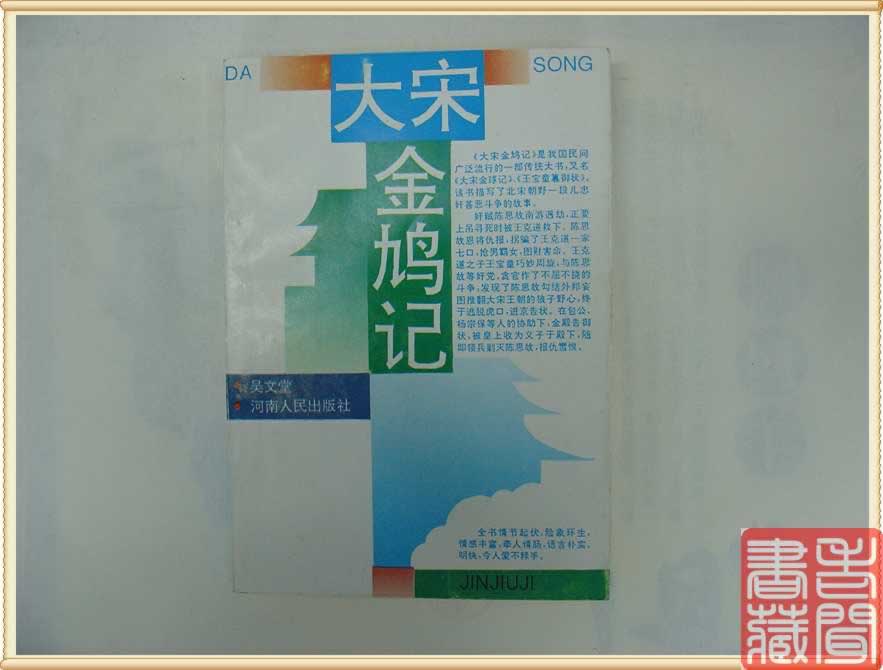 DA
SONG
大宋
金鸠记
《大宋金鸠记》是我国民间
广泛流行的一部传统大书,又名
《大宋金球记》、《王宝童纂御状》。
该书描写了北宋朝野一段儿忠
奸善恶斗争的故事。
奸贼陈思故南游遇劫,正要
上吊寻死时被王克道救下。陈思
故恩将仇报,拐骗了王克道一家
七口,抢男霸女,图财害命。王克
道之子王宝童巧妙周旋,与陈思
故等奸党,贪官作了不屈不挠的
斗争,发现了陈思故勾结外邦妄
图推翻大宋王朝的狼子野心,终
于逃脱虎口,进京告状。在包公、
杨宗保等人的协助下,金殿告御
状,被皇上收为义子于殿下,随
即领兵剿灭陈思故,报仇雪恨。
吴文堂
河南人民出版社
全书情节起伏,险象环生,
情感丰富,牵人情肠,语言朴实、
明快,令人爱不释手。
JINJIUJI
書藏